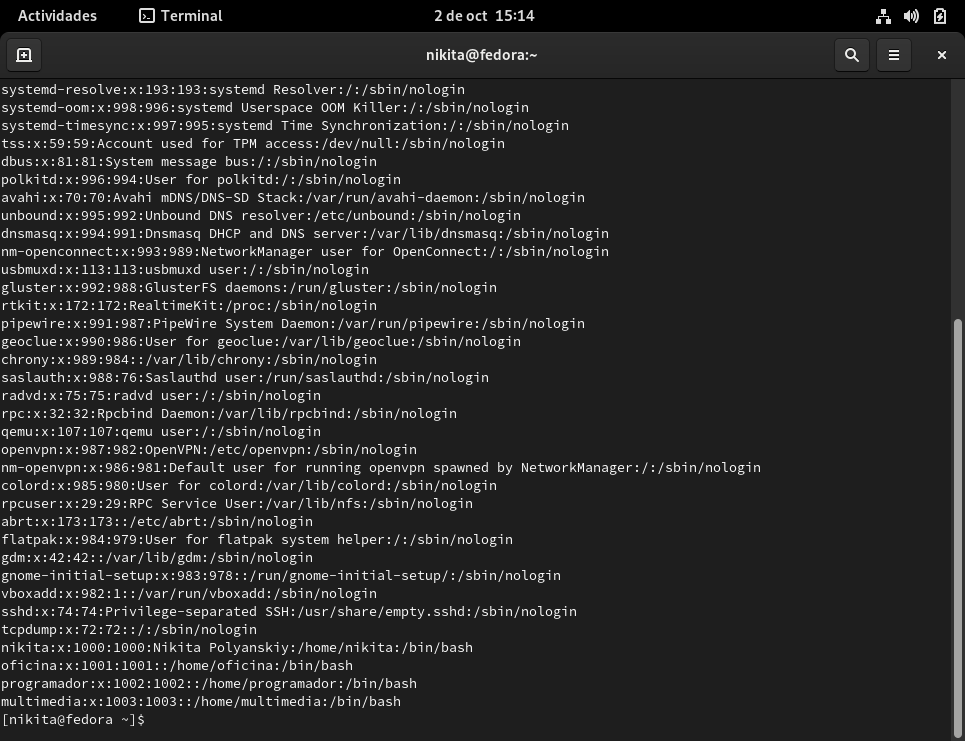 Actividades Terminal 2 de oct 15:14
nikita@fedora:~
systemd-resolve:x:193:193:systemd Resolver:/:/sbin/nologin
systemd-oom:x:998:996:systemd Userspace OOM Killer:/:/sbin/nologin
systemd-timesync:x:997:995:systemd Time Synchronization:/:/sbin/nologin
tss:x:59:59:Account used for TPM access:/dev/null:/sbin/nologin
dbus:x:81:81:System message bus:/:/sbin/nologin
polkitd:x:996:994:User for polkitd:/:/sbin/nologin
avahi:x:70:70:Avahi mDNS/DNS-SD Stack:/var/run/avahi-daemon:/sbin/nologin
unbound:x:995:992:Unbound DNS resolver:/etc/unbound:/sbin/nologin
dnsmasq:x:994:991:Dnsmasq DHCP and DNS server:/var/lib/dnsmasq:/sbin/nologin
nm-openconnect:x:993:989:NetworkManager user for OpenConnect:/:/sbin/nologin
usbmuxd:x:113:113:usbmuxd user:/:/sbin/nologin
gluster:x:992:988:GlusterFS daemons:/run/gluster:/sbin/nologin
rtkit:x:172:172:RealtimeKit:/proc:/sbin/nologin
pipewire:x:991:987:PipeWire System Daemon:/var/run/pipewire:/sbin/nologin
geoclue:x:990:986:User for geoclue:/var/lib/geoclue:/sbin/nologin
chrony:x:989:984::/var/lib/chrony:/sbin/nologin
saslauth:x:988:76:Saslauthd user:/run/saslauthd:/sbin/nologin
radvd:x:75:75:radvd user:/:/sbin/nologin
rpc:x:32:32:Rpcbind Daemon:/var/lib/rpcbind:/sbin/nologin
qemu:x:107:107:qemu user:/:/sbin/nologin
openvpn:x:987:982:OpenVPN:/etc/openvpn:/sbin/nologin
nm-openvpn:x:986:981:Default user for running openvpn spawned by NetworkManager:/:/sbin/nologin
colord:x:985:980:User for colord:/var/lib/colord:/sbin/nologin
rpcuser:x:29:29:RPC Service User:/var/lib/nfs:/sbin/nologin
abrt:x:173:173::/etc/abrt:/sbin/nologin
flatpak:x:984:979:User for flatpak system helper:/:/sbin/nologin
gdm:x:42:42::/var/lib/gdm:/sbin/nologin
gnome-initial-setup:x:983:978::/run/gnome-initial-setup/:/sbin/nologin
vboxadd:x:982:1::/var/run/vboxadd:/sbin/nologin
sshd:x:74:74:Privilege-separated SSH:/usr/share/empty.sshd:/sbin/nologin
tcpdump:x:72:72::/:/sbin/nologin
nikita:x:1000:1000:Nikita Polyanskiy:/home/nikita:/bin/bash
oficina:x:1001:1001::/home/oficina:/bin/bash
programador:x:1002:1002::/home/programador:/bin/bash
multimedia:x:1003:1003::/home/multimedia:/bin/bash
[nikita@fedora ~]$